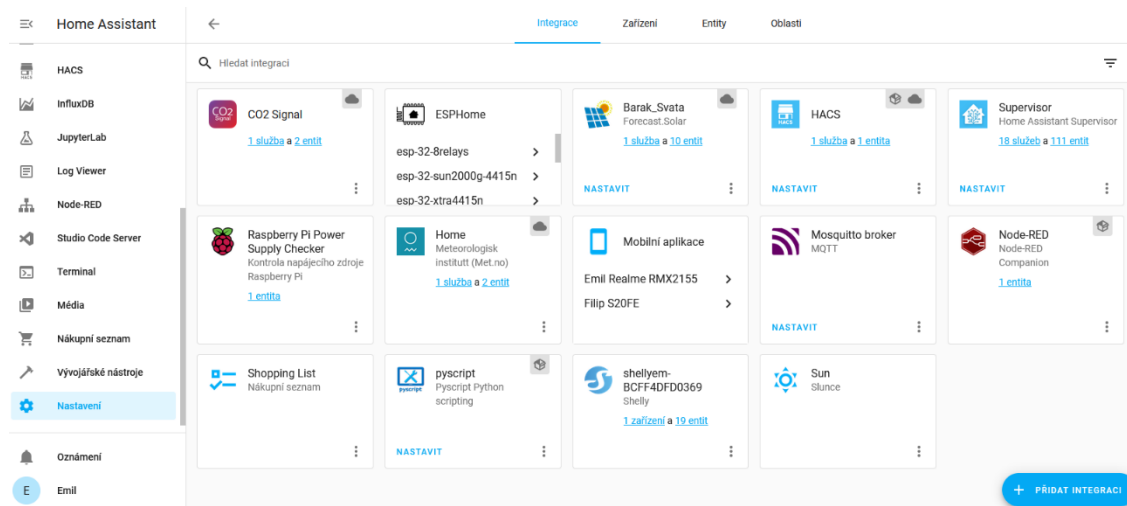 Home Assistant
HACS
InfluxDB
JupyterLab
Log Viewer
Node-RED
Studio Code Server
Terminal
Média
Nákupní seznam
Vývojářské nástroje
Nastavení
Oznámení
E Emil
Integrace Zařízení Entity Oblasti
Hledat integraci
CO2 Signal
CO2 Signal
1 služba a 2 entit
ESPHome
esp-32-8relays
esp-32-sun2000g-4415n
esp-32-xtra4415n
Barak_Svata
Forecast.Solar
1 služba a 10 entit
NASTAVIT
HACS
HACS
1 služba a 1 entita
NASTAVIT
Supervisor
Home Assistant Supervisor
18 služeb a 111 entit
NASTAVIT
Raspberry Pi Power
Supply Checker
Kontrola napájecího zdroje
Raspberry Pi
1 entita
Home
Meteorologisk
institutt (Met.no)
1 služba a 2 entit
Mobilní aplikace
Emil Realme RMX2155
Filip S20FE
Mosquitto broker
MQTT
NASTAVIT
Node-RED
Node-RED
Companion
1 entita
Shopping List
Nákupní seznam
pyscript
pyscript
Pyscript Python
scripting
NASTAVIT
shellyem-
BCFF4DFD0369
Shelly
1 zařízení a 19 entit
Sun
Slunce
+ PŘIDAT INTEGRACI